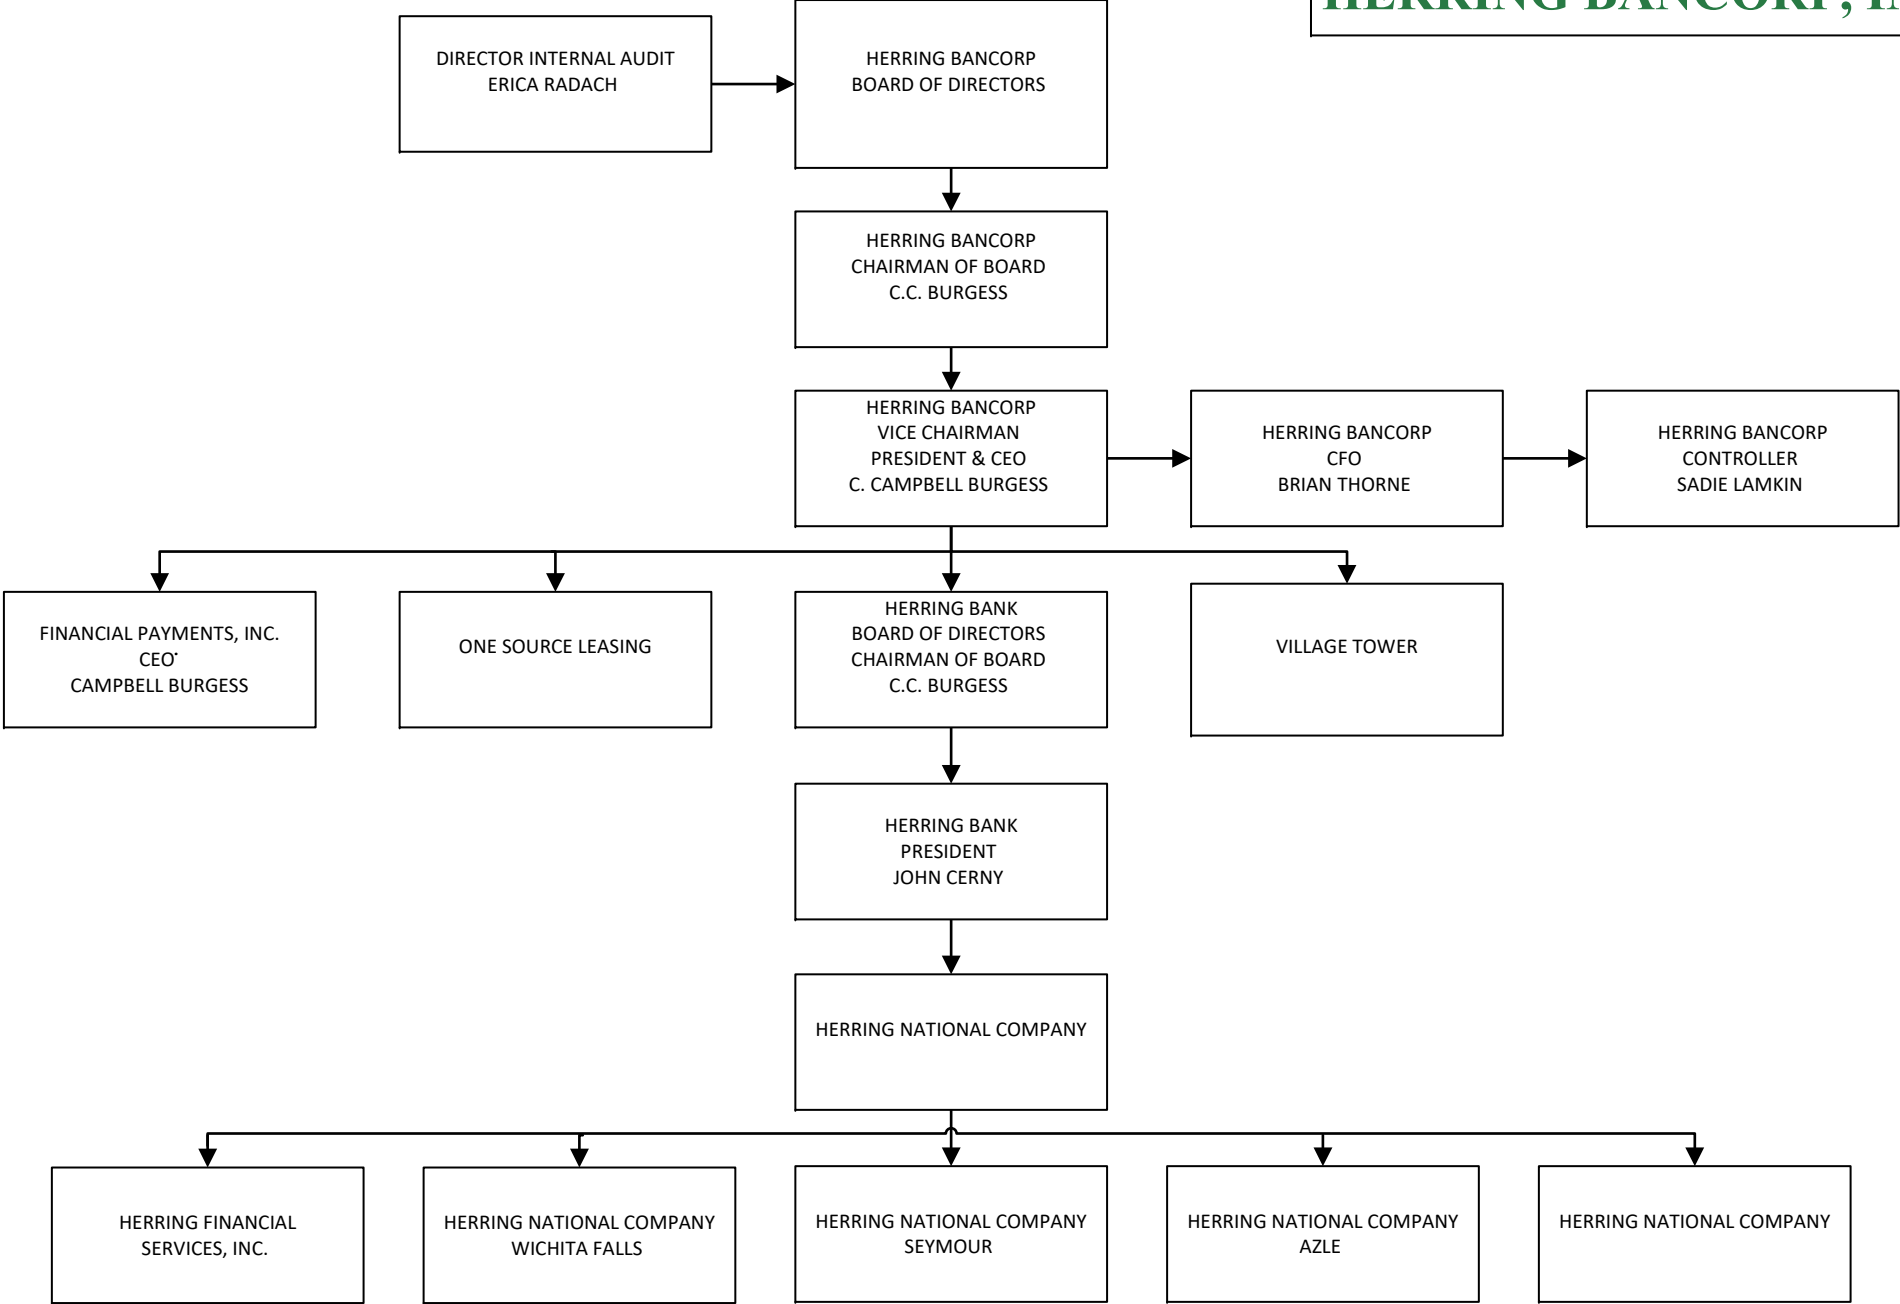 HERRING BANCORP,
DIRECTOR INTERNAL AUDIT
ERICA RADACH
HERRING BANCORP
BOARD OF DIRECTORS
HERRING BANCORP
CHAIRMAN OF BOARD
C.C. BURGESS
HERRING BANCORP
VICE CHAIRMAN
PRESIDENT & CEO
C. CAMPBELL BURGESS
HERRING BANCORP
CFO
BRIAN THORNE
HERRING BANCORP
CONTROLLER
SADIE LAMKIN
FINANCIAL PAYMENTS, INC.
CEO
CAMPBELL BURGESS
ONE SOURCE LEASING
HERRING BANK
BOARD OF DIRECTORS
CHAIRMAN OF BOARD
C.C. BURGESS
VILLAGE TOWER
HERRING BANK
PRESIDENT
JOHN CERNY
HERRING NATIONAL COMPANY
HERRING FINANCIAL
SERVICES, INC.
HERRING NATIONAL COMPANY
WICHITA FALLS
HERRING NATIONAL COMPANY
SEYMOUR
HERRING NATIONAL COMPANY
AZLE
HERRING NATIONAL COMPANY